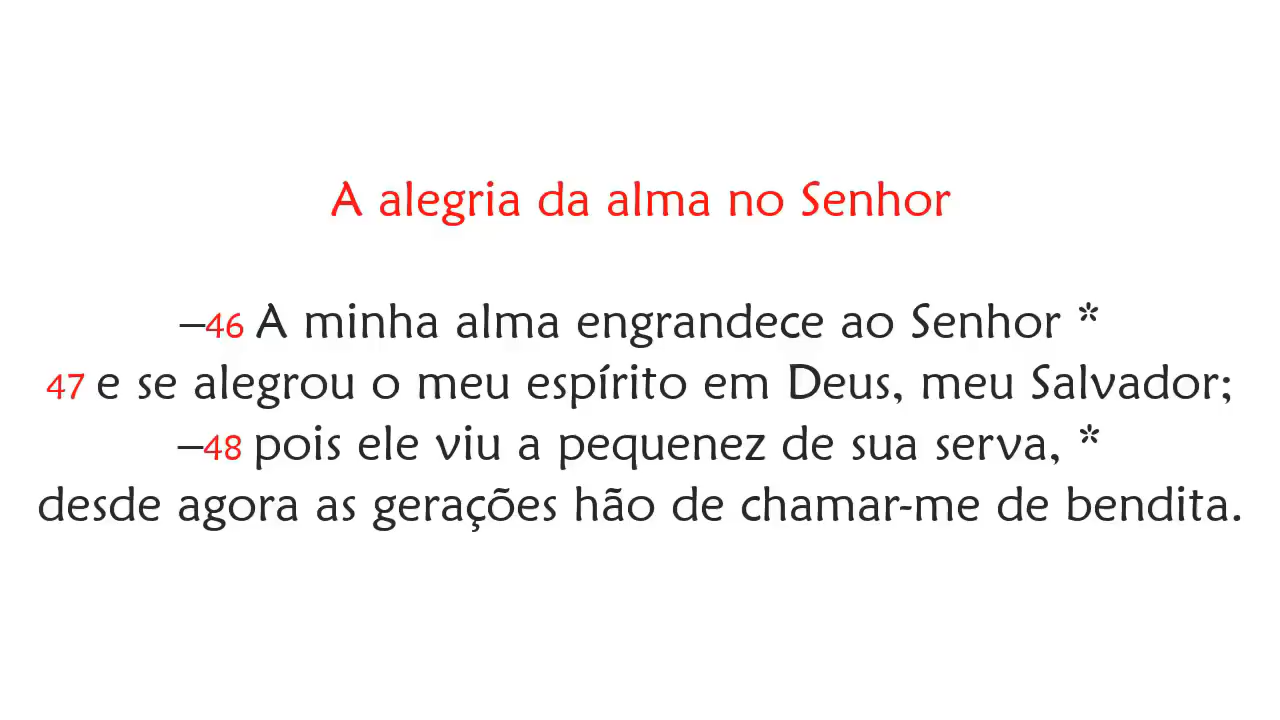 A alegria da alma no Senhor
–46 A minha alma engrandece ao Senhor *
47 e se alegrou o meu espírito em Deus, meu Salvador;
–48 pois ele viu a pequenez de sua serva, *
desde agora as gerações hão de chamar-me de bendita.